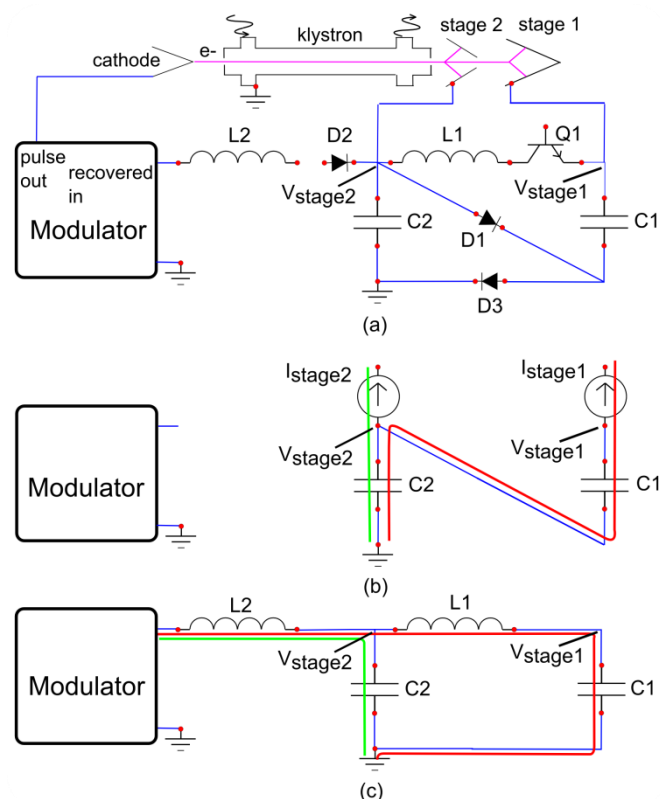 klystron
stage 2
stage 1
cathode
e-
pulse out
recovered in
Modulator
L2
D2
L1
Q1
Vstage2
Vstage1
C2
D1
C1
D3
(a)
Istage2
Istage1
Modulator
Vstage2
Vstage1
C2
C1
(b)
L2
L1
Modulator
Vstage2
Vstage1
C2
C1
(c)